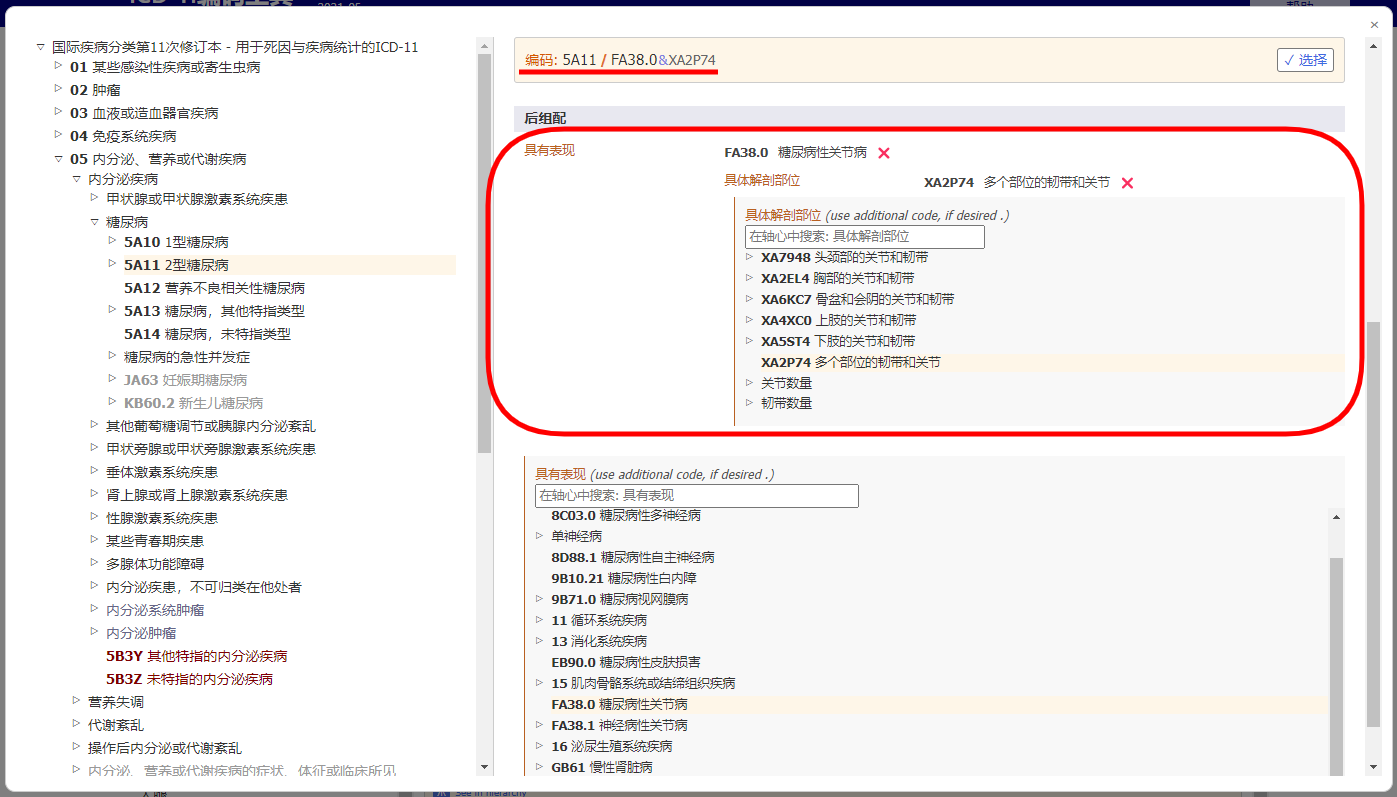 ICD-11编码工具
2021-05
帮助
×
国际疾病分类第11次修订本 - 用于死因与疾病统计的ICD-11
01 某些感染性疾病或寄生虫病
02 肿瘤
03 血液或造血器官疾病
04 免疫系统疾病
05 内分泌、营养或代谢疾病
内分泌疾病
甲状腺或甲状腺激素系统疾患
糖尿病
5A10 1型糖尿病
5A11 2型糖尿病
5A12 营养不良相关性糖尿病
5A13 糖尿病，其他特指类型
5A14 糖尿病，未特指类型
糖尿病的急性并发症
JA63 妊娠期糖尿病
KB60.2 新生儿糖尿病
其他葡萄糖调节或胰腺内分泌紊乱
甲状旁腺或甲状旁腺激素系统疾患
垂体激素系统疾患
肾上腺或肾上腺激素系统疾患
性腺激素系统疾患
某些青春期疾患
多腺体功能障碍
内分泌疾患，不可归类在他处者
内分泌系统肿瘤
内分泌肿瘤
5B3Y 其他特指的内分泌疾病
5B3Z 未特指的内分泌疾病
营养失调
代谢紊乱
操作后内分泌或代谢紊乱
内分泌、营养或代谢疾病的症状、体征或临床所见
编码: 5A11 / FA38.0&XA2P74
✓ 选择
后组配
具有表现
FA38.0 糖尿病性关节病
具体解剖部位
XA2P74 多个部位的韧带和关节
具体解剖部位 (use additional code, if desired .)
在轴心中搜索: 具体解剖部位
XA7948 头颈部的关节和韧带
XA2EL4 胸部的关节和韧带
XA6KC7 骨盆和会阴的关节和韧带
XA4XC0 上肢的关节和韧带
XA5ST4 下肢的关节和韧带
XA2P74 多个部位的韧带和关节
关节数量
韧带数量
具有表现 (use additional code, if desired .)
在轴心中搜索: 具有表现
8C03.0 糖尿病性多神经病
单神经病
8D88.1 糖尿病性自主神经病
9B10.21 糖尿病性白内障
9B71.0 糖尿病视网膜病
11 循环系统疾病
13 消化系统疾病
EB90.0 糖尿病性皮肤损害
15 肌肉骨骼系统或结缔组织疾病
FA38.0 糖尿病性关节病
FA38.1 神经病性关节病
16 泌尿生殖系统疾病
GB61 慢性肾脏病
See in hierarchy